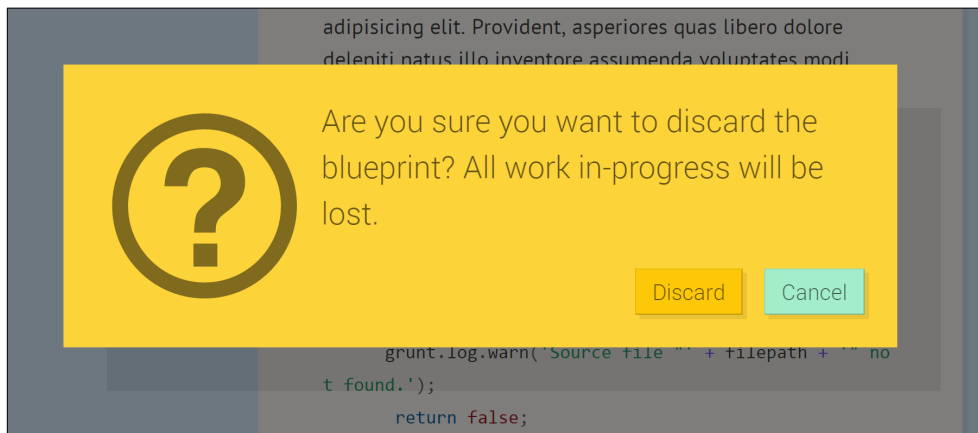 adipisicing elit. Provident, asperiores quas libero dolore
deleniti natus illo inventore assumenda voluptates modi
Are you sure you want to discard the
blueprint? All work in-progress will be
lost.
Discard
Cancel
grunt.log.warn('Source file "' + filepath + '" no
t found.');
return false;